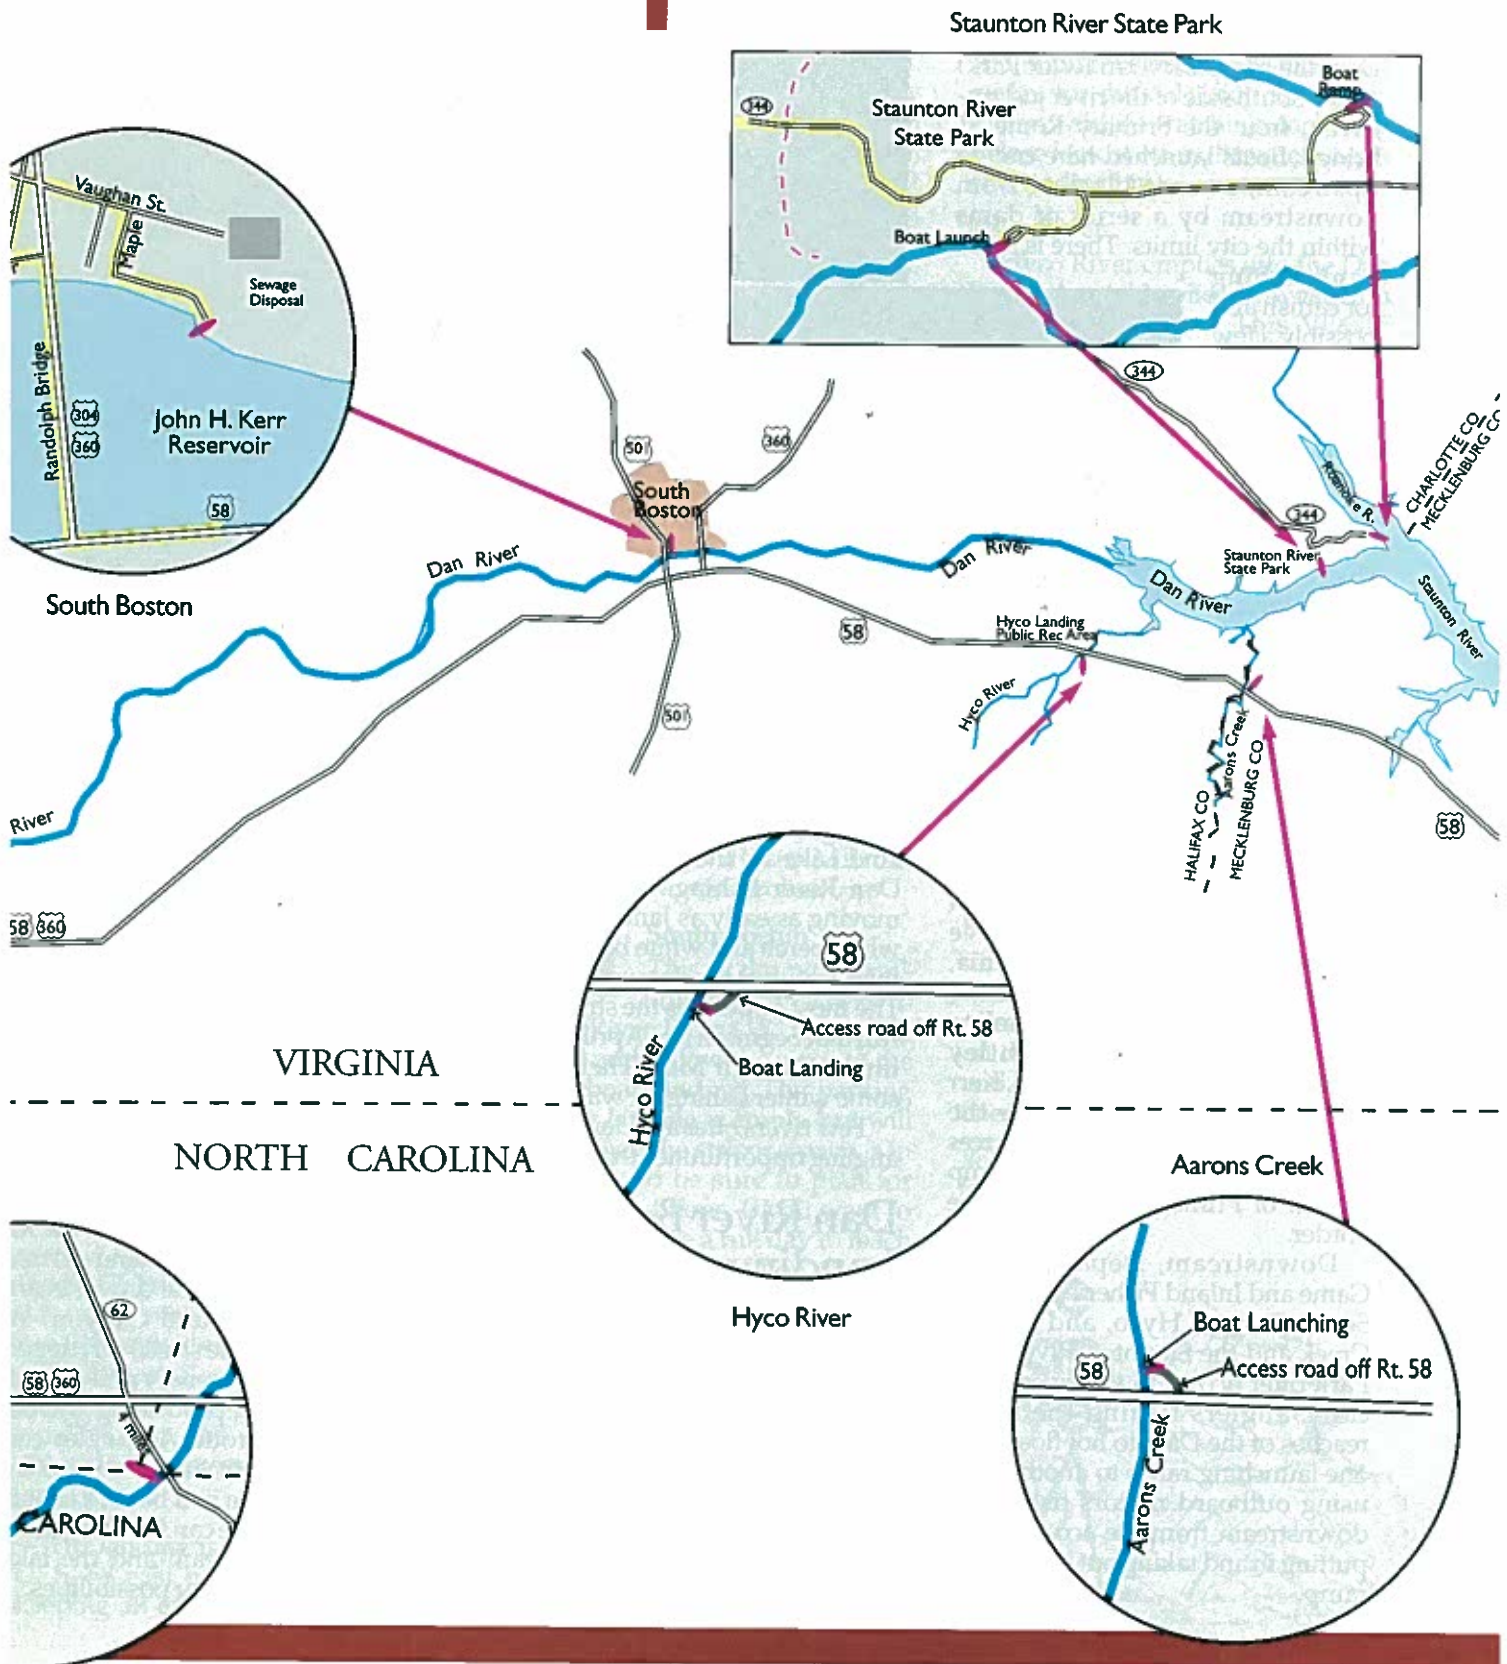 Staunton River State Park
Boat
Ramp
344
Staunton River
State Park
Boat Launch
Vaughan St.
Maple
Sewage
Disposal
Randolph Bridge
304
360
John H. Kerr
Reservoir
58
South Boston
501
360
South
Boston
344
CHARLOTTE CO
MECKLENBURG CO
Roanoke R.
344
Staunton River
State Park
Dan River
Dan River
Dan River
Staunton River
Hyco Landing
Public Rec Area
58
Hyco River
501
Aarons Creek
HALIFAX CO
MECKLENBURG CO
58
River
58 360
58
Access road off Rt. 58
Boat Landing
Hyco River
VIRGINIA
NORTH CAROLINA
Hyco River
Aarons Creek
Boat Launching
58
Access road off Rt. 58
Aarons Creek
62
58 360
4 miles
CAROLINA